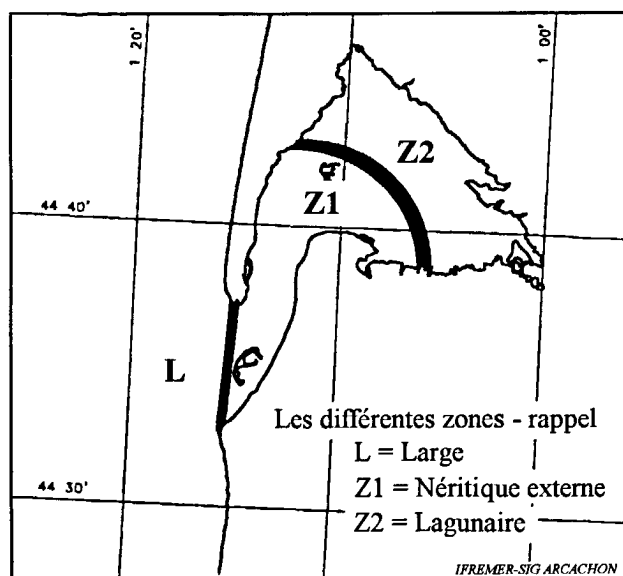 1 20
1 00
Z2
Z1
44 40
L
Les différentes zones - rappel
L = Large
Z1 = Néritique externe
Z2 = Lagunaire
44 30
IFREMER-SIG ARCACHON